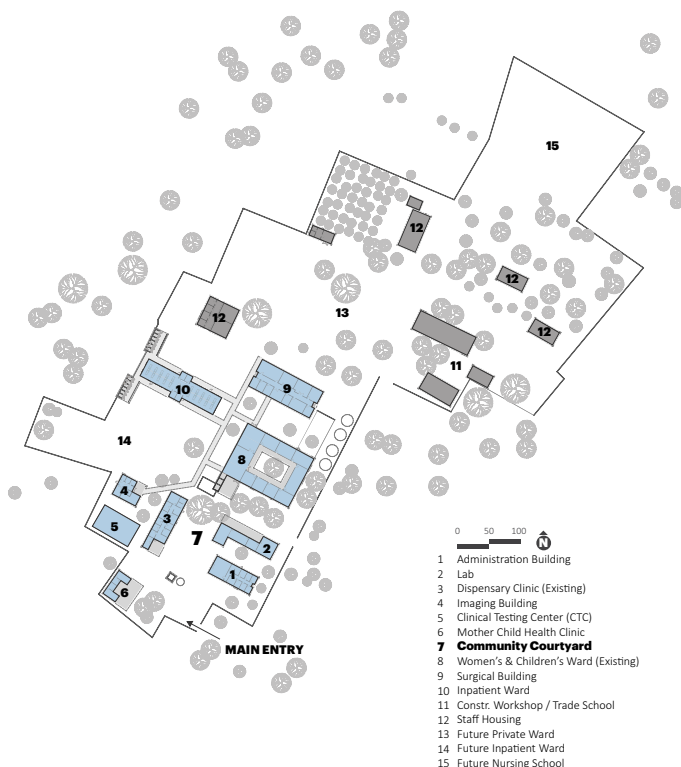 15
12
12
13
12
12
11
9
10
14
8
4
3
5
7
2
1
6
MAIN ENTRY
0 50 100
N
1 Administration Building
2 Lab
3 Dispensary Clinic (Existing)
4 Imaging Building
5 Clinical Testing Center (CTC)
6 Mother Child Health Clinic
7 Community Courtyard
8 Women's & Children's Ward (Existing)
9 Surgical Building
10 Inpatient Ward
11 Constr. Workshop / Trade School
12 Staff Housing
13 Future Private Ward
14 Future Inpatient Ward
15 Future Nursing School